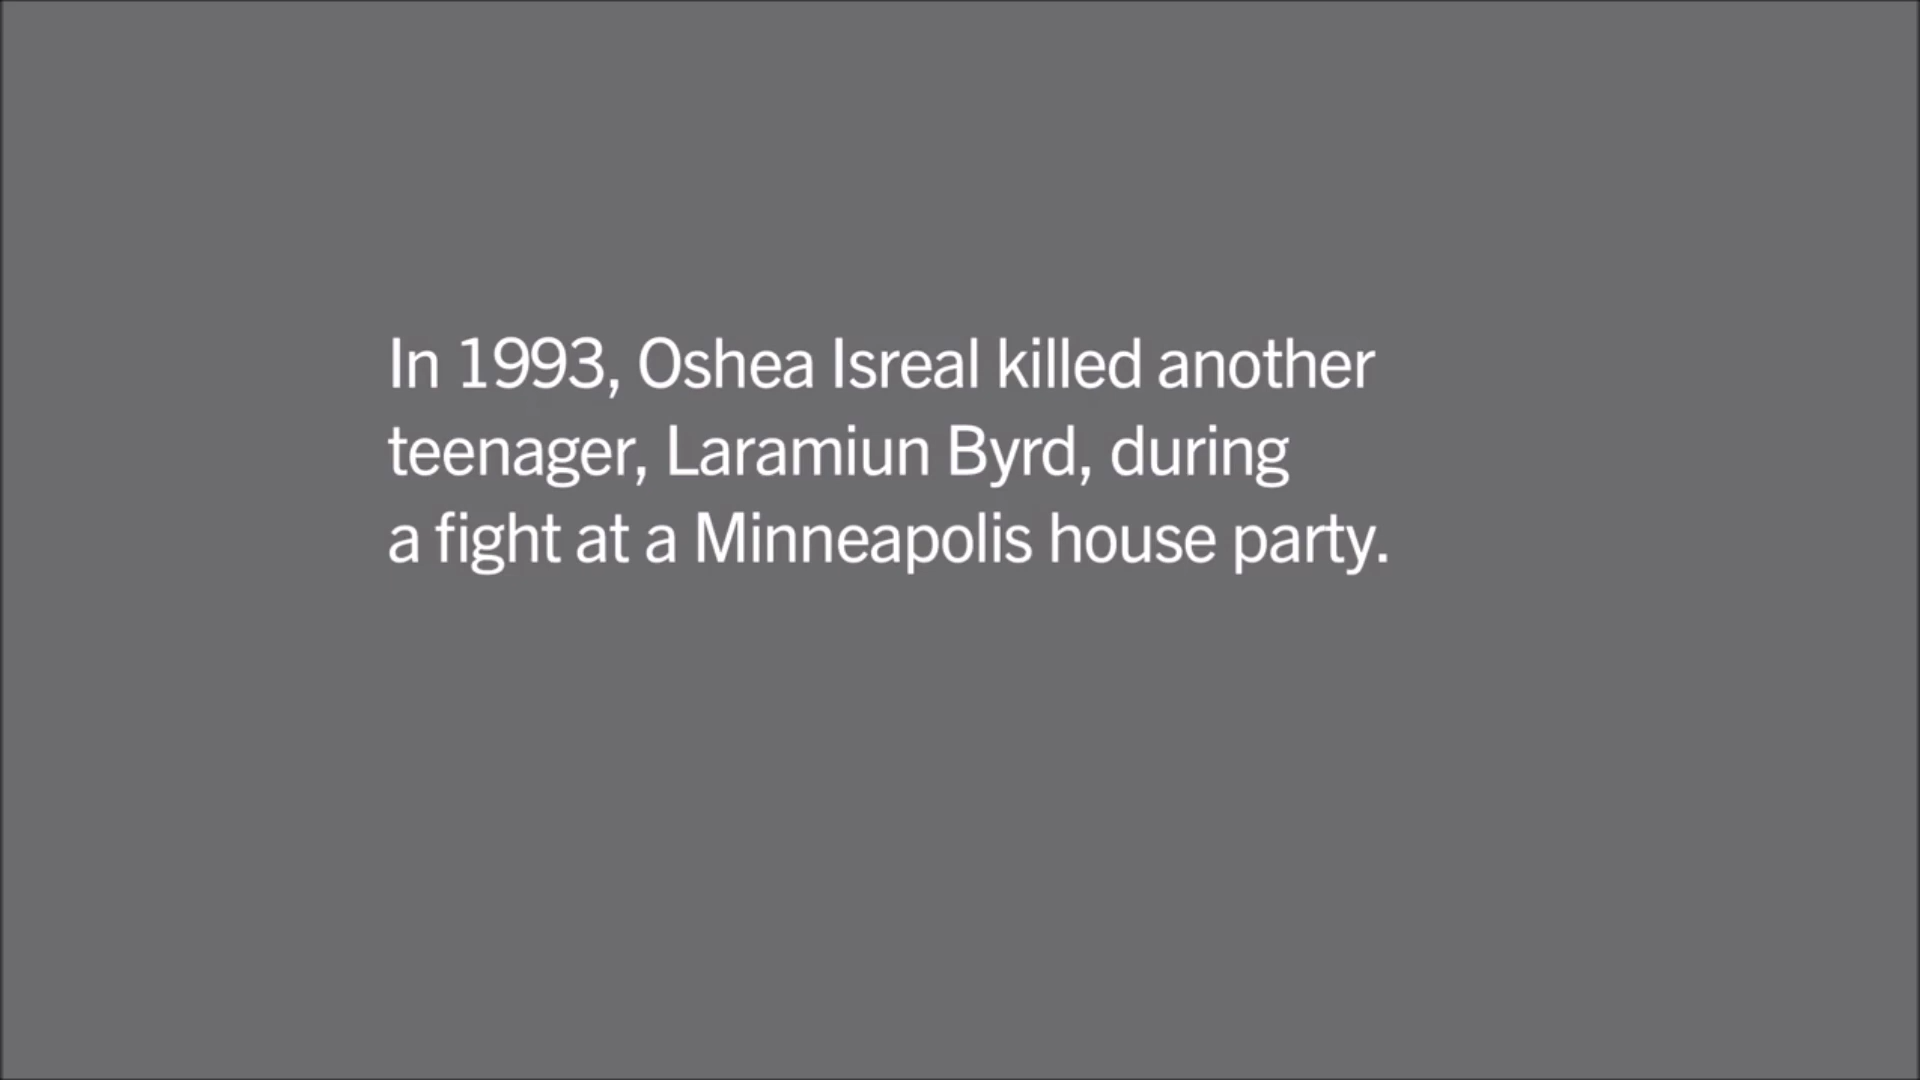 In 1993, Oshea Isreal killed another
teenager, Laramiun Byrd, during
a fight at a Minneapolis house party.